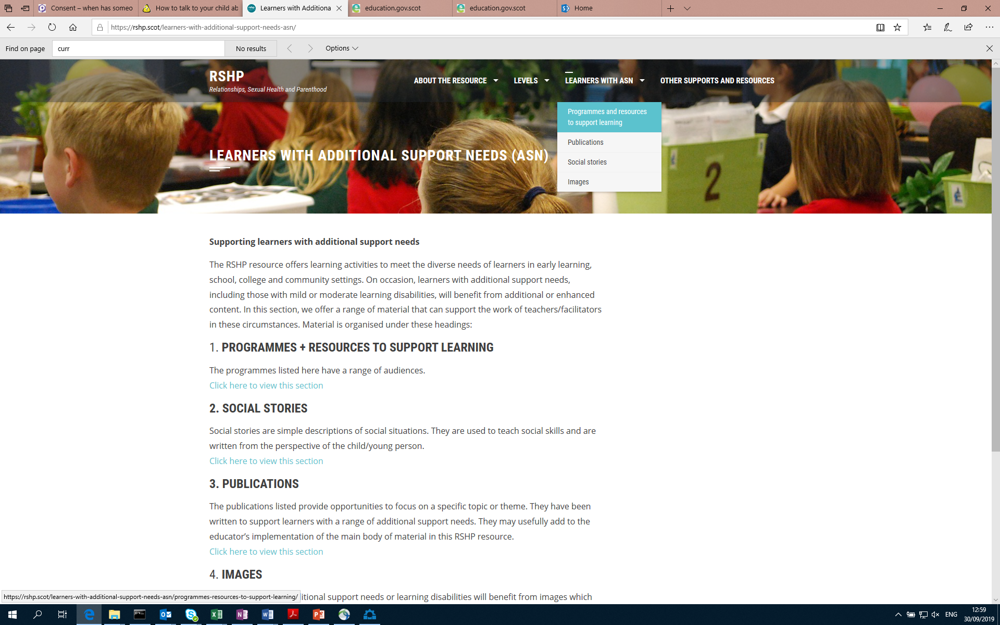 Consent – when has someo
How to talk to your child ab
Learners with Additiona
education.gov.scot
education.gov.scot
Home
https://rshp.scot/learners-with-additional-support-needs-asn/
Find on page
curr
No results
Options
RSHP
Relationships, Sexual Health and Parenthood
ABOUT THE RESOURCE
LEVELS
LEARNERS WITH ASN
OTHER SUPPORTS AND RESOURCES
Programmes and resources
to support learning
Publications
Social stories
Images
2
LEARNERS WITH ADDITIONAL SUPPORT NEEDS (ASN)
Supporting learners with additional support needs
The RSHP resource offers learning activities to meet the diverse needs of learners in early learning,
school, college and community settings. On occasion, learners with additional support needs,
including those with mild or moderate learning disabilities, will benefit from additional or enhanced
content. In this section, we offer a range of material that can support the work of teachers/facilitators
in these circumstances. Material is organised under these headings:
1. PROGRAMMES + RESOURCES TO SUPPORT LEARNING
The programmes listed here have a range of audiences.
Click here to view this section
2. SOCIAL STORIES
Social stories are simple descriptions of social situations. They are used to teach social skills and are
written from the perspective of the child/young person.
Click here to view this section
3. PUBLICATIONS
The publications listed provide opportunities to focus on a specific topic or theme. They have been
written to support learners with a range of additional support needs. They may usefully add to the
educator’s implementation of the main body of material in this RSHP resource.
Click here to view this section
4. IMAGES
https://rshp.scot/learners-with-additional-support-needs-asn/programmes-resources-to-support-learning/
itional support needs or learning disabilities will benefit from images which
ENG
12:59
30/09/2019